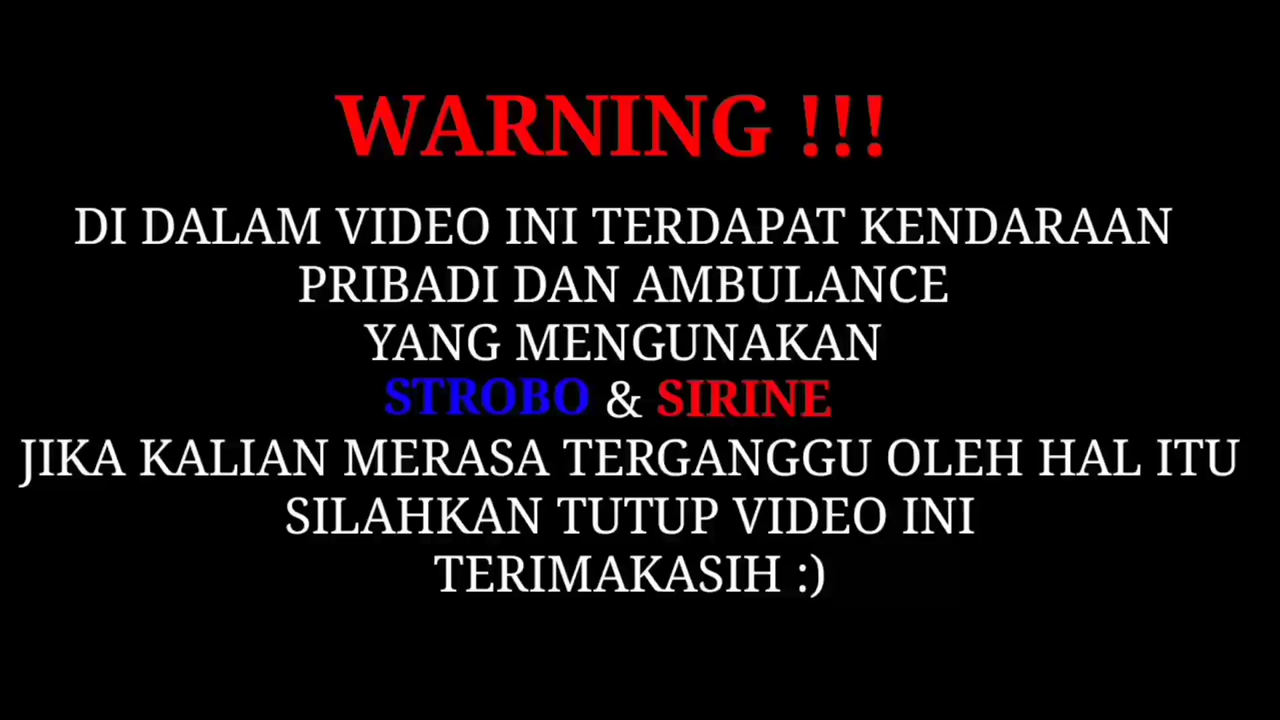 WARNING !!!
DI DALAM VIDEO INI TERDAPAT KENDARAAN
PRIBADI DAN AMBULANCE
YANG MENGUNAKAN
STROBO & SIRINE
JIKA KALIAN MERASA TERGANGGU OLEH HAL ITU
SILAHKAN TUTUP VIDEO INI
TERIMAKASIH :)